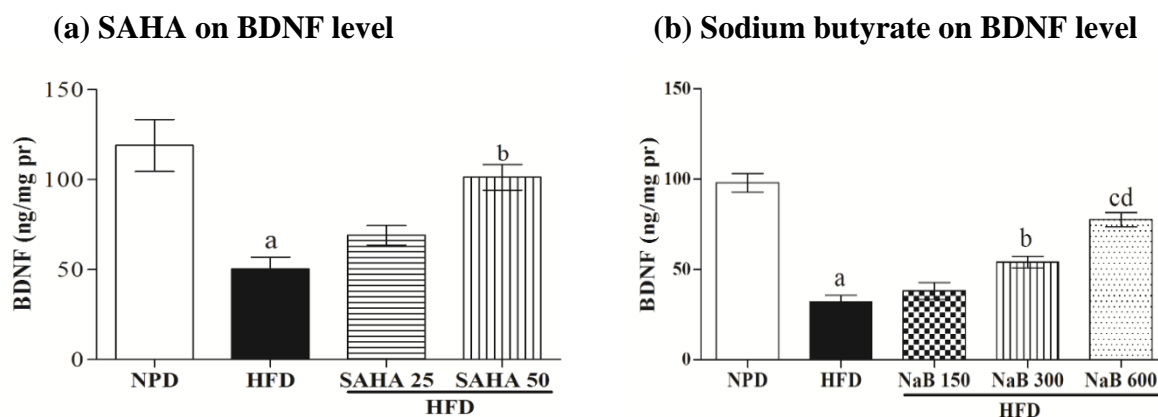 (a) SAHA on BDNF level
BDNF (ng/mg pr)
150
100
50
0
a
b
NPD HFD SAHA 25 SAHA 50
HFD
(b) Sodium butyrate on BDNF level
BDNF (ng/mg pr)
150
100
50
0
a
b
cd
NPD HFD NaB 150 NaB 300 NaB 600
HFD